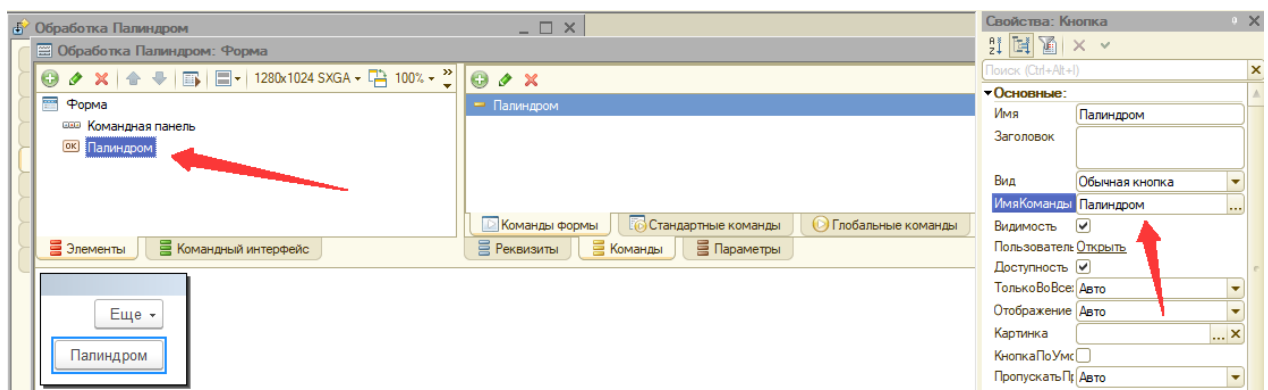 Обработка Палиндром
Обработка Палиндром: Форма
1280x1024 SXGA 100%
Форма
Командная панель
OK Палиндром
Палиндром
Команды формы Стандартные команды Глобальные команды
Элементы Командный интерфейс
Реквизиты Команды Параметры
Еще
Палиндром
Свойства: Кнопка
Поиск (Ctrl+Alt+I)
Основные:
Имя Палиндром
Заголовок
Вид Обычная кнопка
ИмяКоманды Палиндром ...
Видимость
Пользователь Открыть
Доступность
ТолькоВоВсе: Авто
Отображение Авто
Картинка ...
КнопкаПоУмс
ПропускатьПр Авто